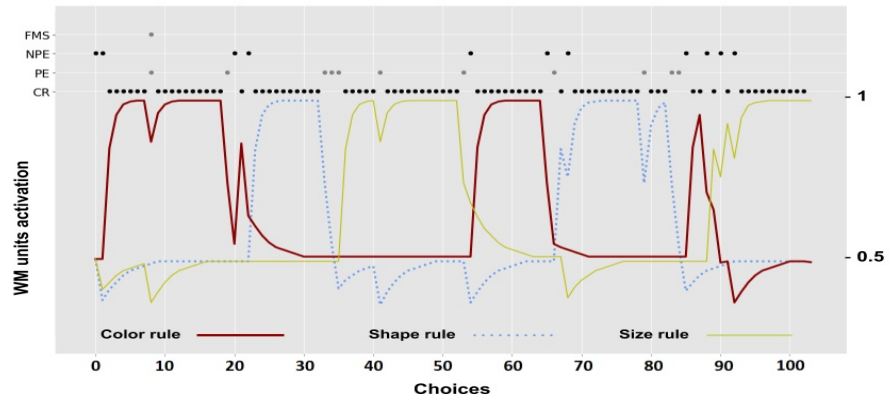 FMS
NPE
PE
CR
1
0.5
WM units activation
Color rule Shape rule Size rule
0 10 20 30 40 50 60 70 80 90 100
Choices